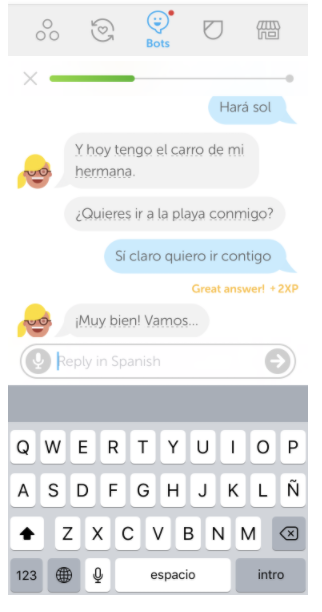 Bots
Hará sol
Y hoy tengo el carro de mi
hermana.
¿Quieres ir a la playa conmigo?
Sí claro quiero ir contigo
Great answer! +2XP
¡Muy bien! Vamos...
Reply in Spanish
Q W E R T Y U I O P
A S D F G H J K L Ñ
Z X C V B N M
123 espacio intro